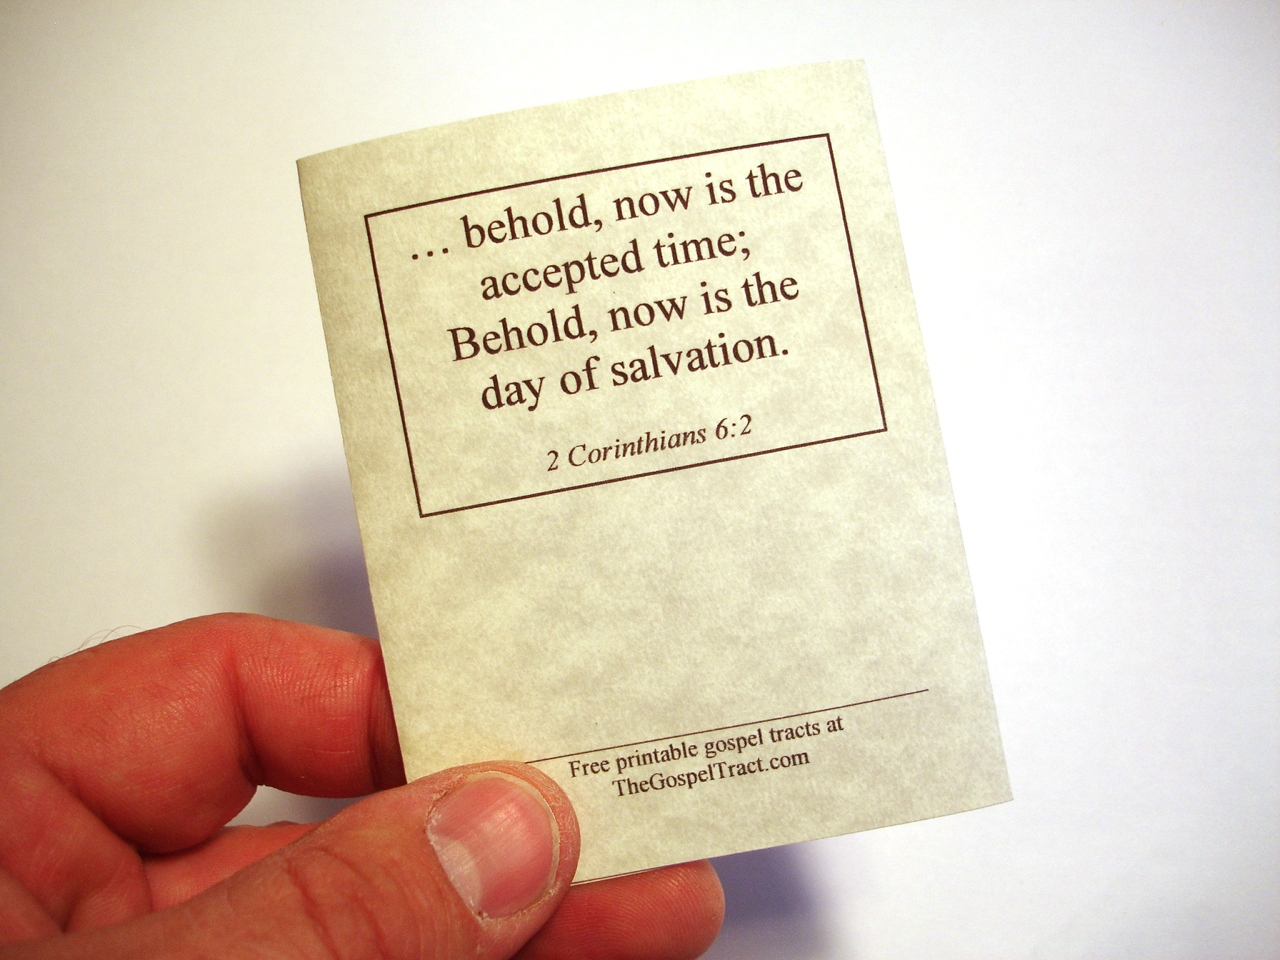 ... behold, now is the
accepted time;
Behold, now is the
day of salvation.
2 Corinthians 6:2
Free printable gospel tracts at
TheGospelTract.com